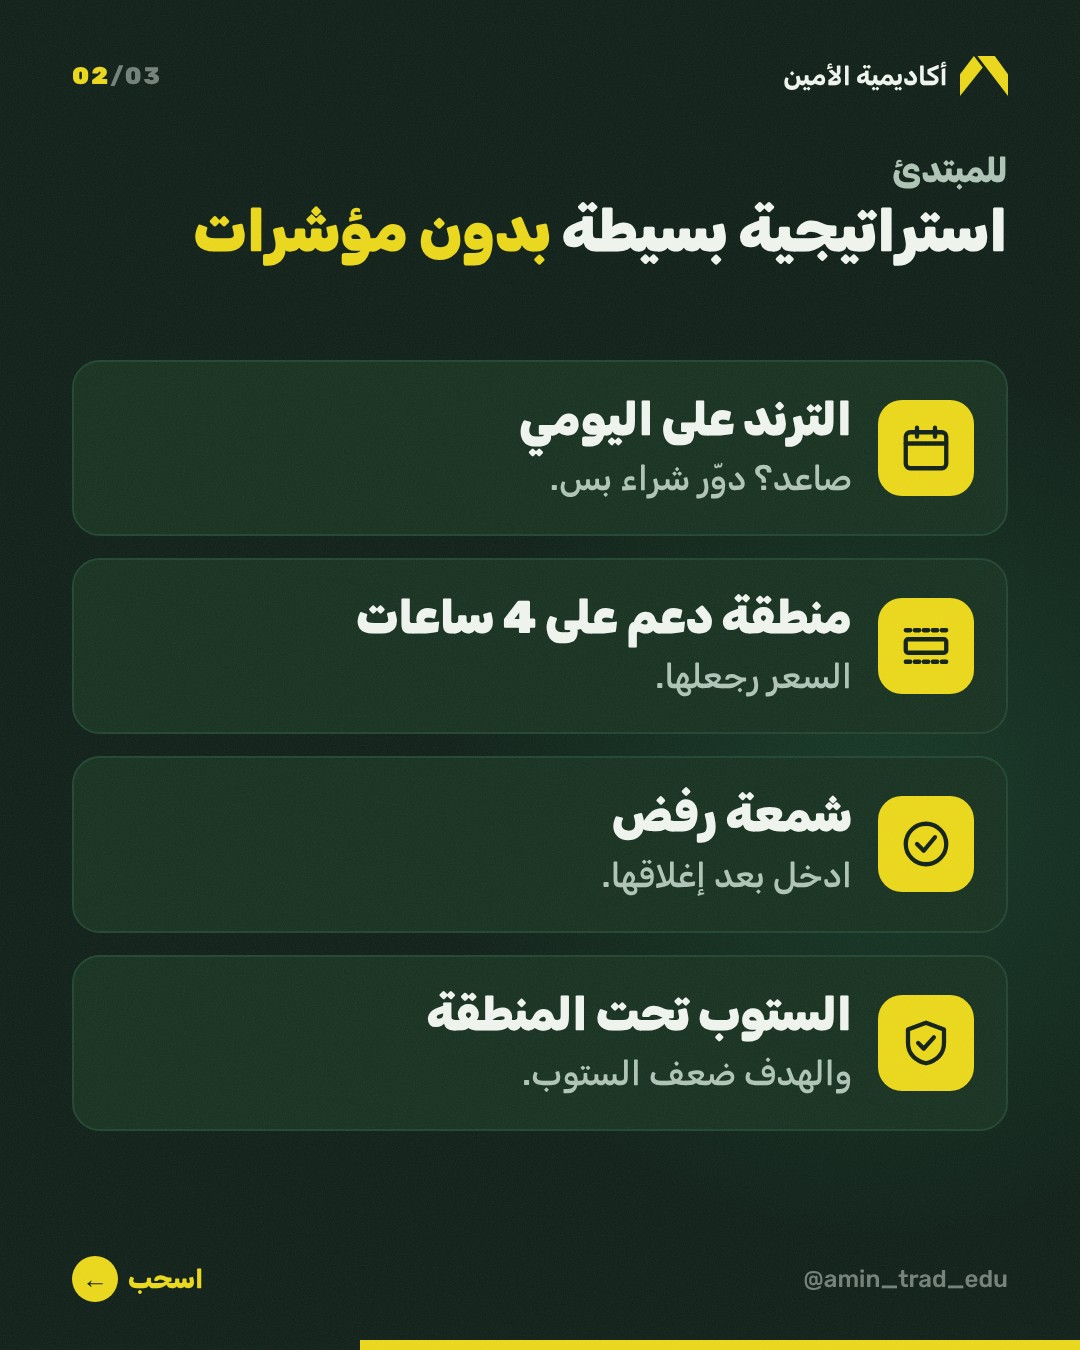 أكاديمية الأمين
02/03
للمبتدئ
استراتيجية بسيطة بدون مؤشرات
الترند على اليومي
صاعد؟ دوّر شراء بس.
منطقة دعم على 4 ساعات
السعر رجعلها.
شمعة رفض
ادخل بعد إغلاقها.
الستوب تحت المنطقة
والهدف ضعف الستوب.
@amin_trad_edu
اسحب ←